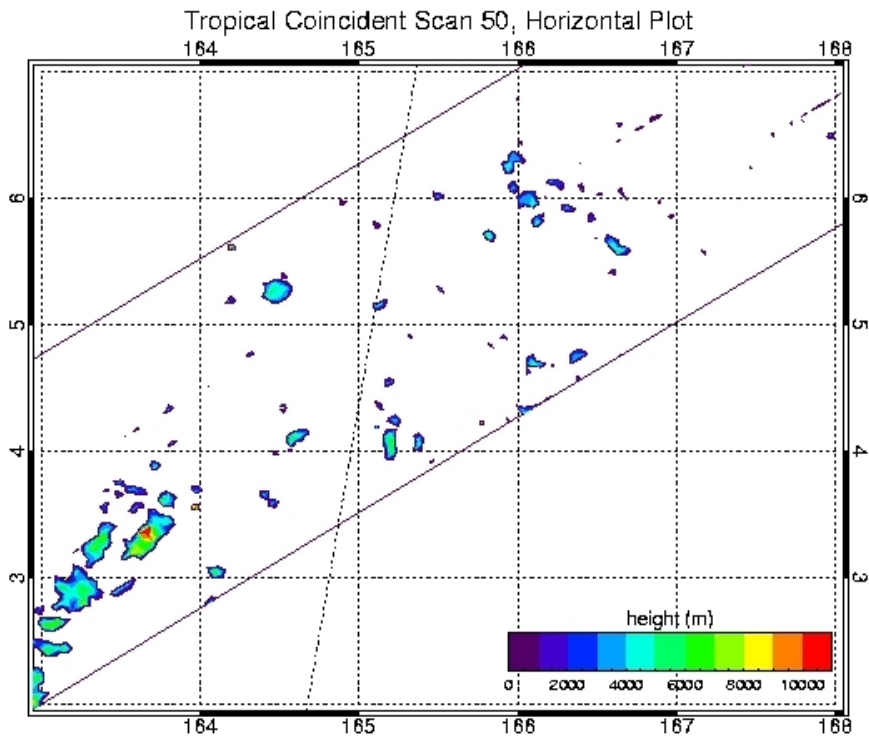 Tropical Coincident Scan 50, Horizontal Plot
164 165 166 167 168
6 6
5 5
4 4
3 3
height (m)
0 2000 4000 6000 8000 10000
164 165 166 167 168